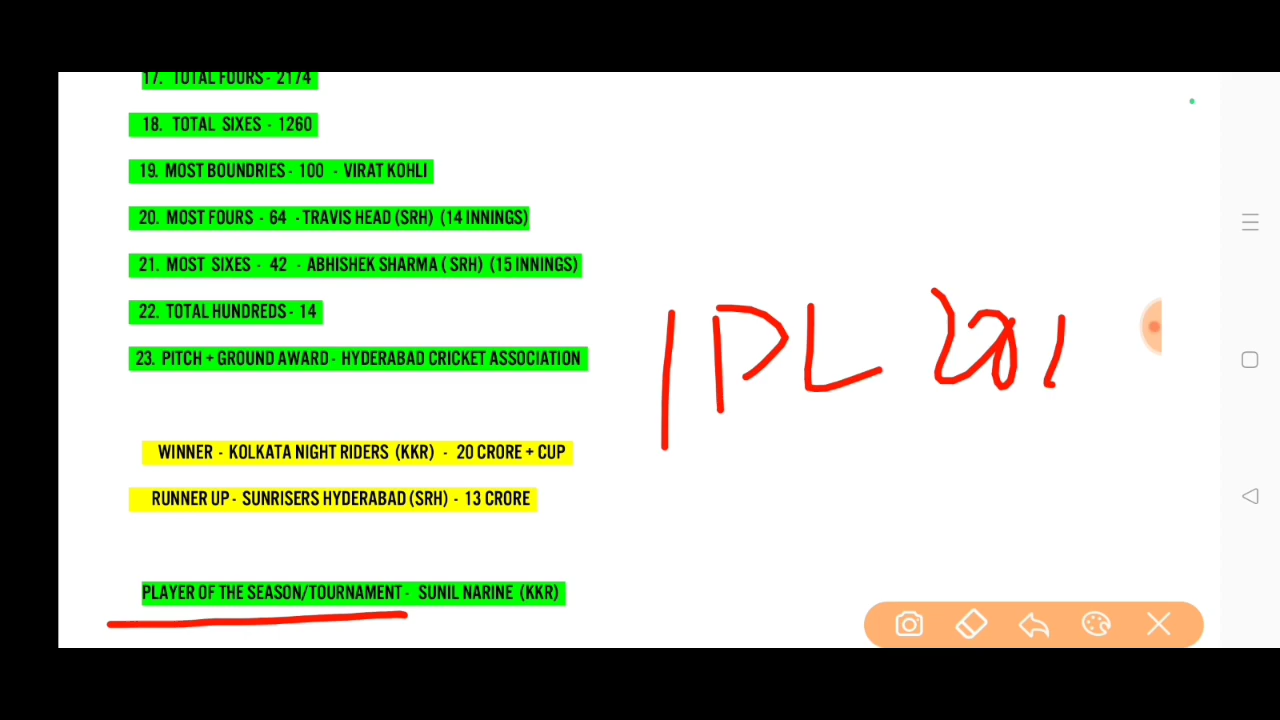 17. TOTAL FOURS - 2174
18. TOTAL SIXES - 1260
19. MOST BOUNDRIES - 100 - VIRAT KOHLI
20. MOST FOURS - 64 - TRAVIS HEAD (SRH) (14 INNINGS)
21. MOST SIXES - 42 - ABHISHEK SHARMA ( SRH) (15 INNINGS)
22. TOTAL HUNDREDS - 14
23. PITCH + GROUND AWARD - HYDERABAD CRICKET ASSOCIATION
IPL 201
WINNER - KOLKATA NIGHT RIDERS (KKR) - 20 CRORE + CUP
RUNNER UP - SUNRISERS HYDERABAD (SRH) - 13 CRORE
PLAYER OF THE SEASON/TOURNAMENT - SUNIL NARINE (KKR)